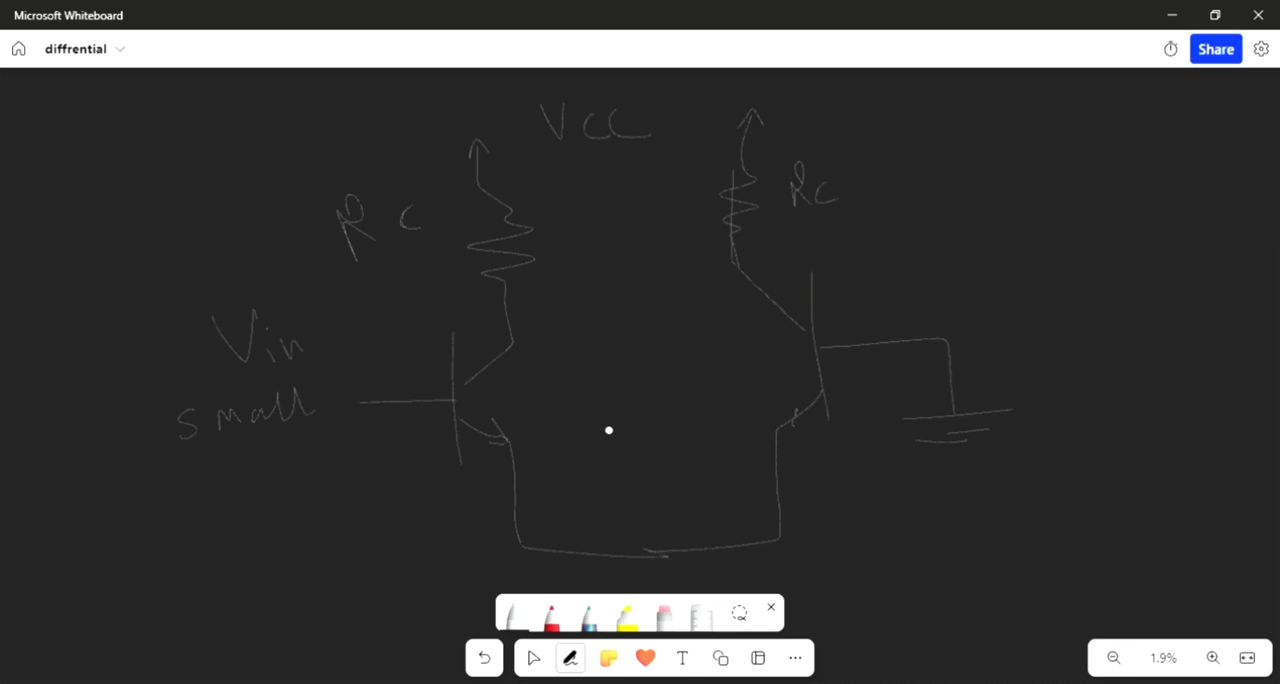 Microsoft Whiteboard
diffrential
Share
VCC
RC
RC
Vin
small
T
1.9%